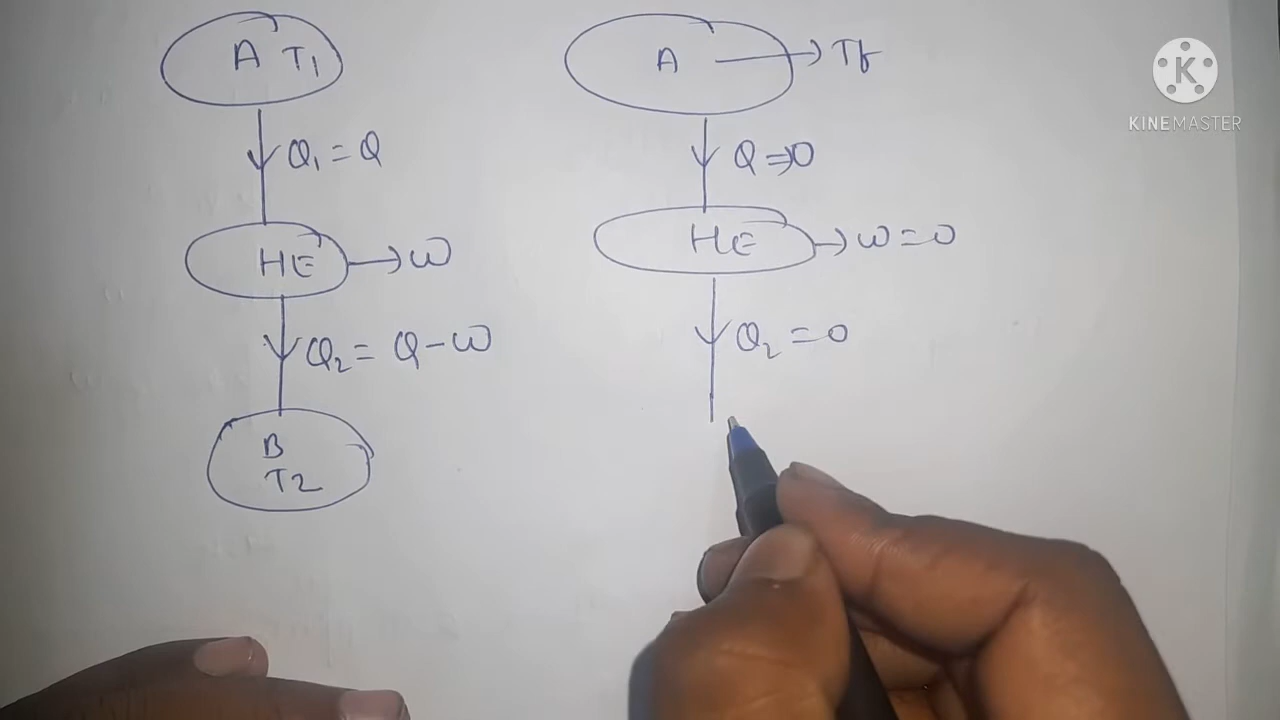 A T1
Q1 = Q
HE → W
Q2 = Q - W
B
T2
A → Tf
Q ⇒ 0
HE → W = 0
Q2 = 0
K
KINEMASTER